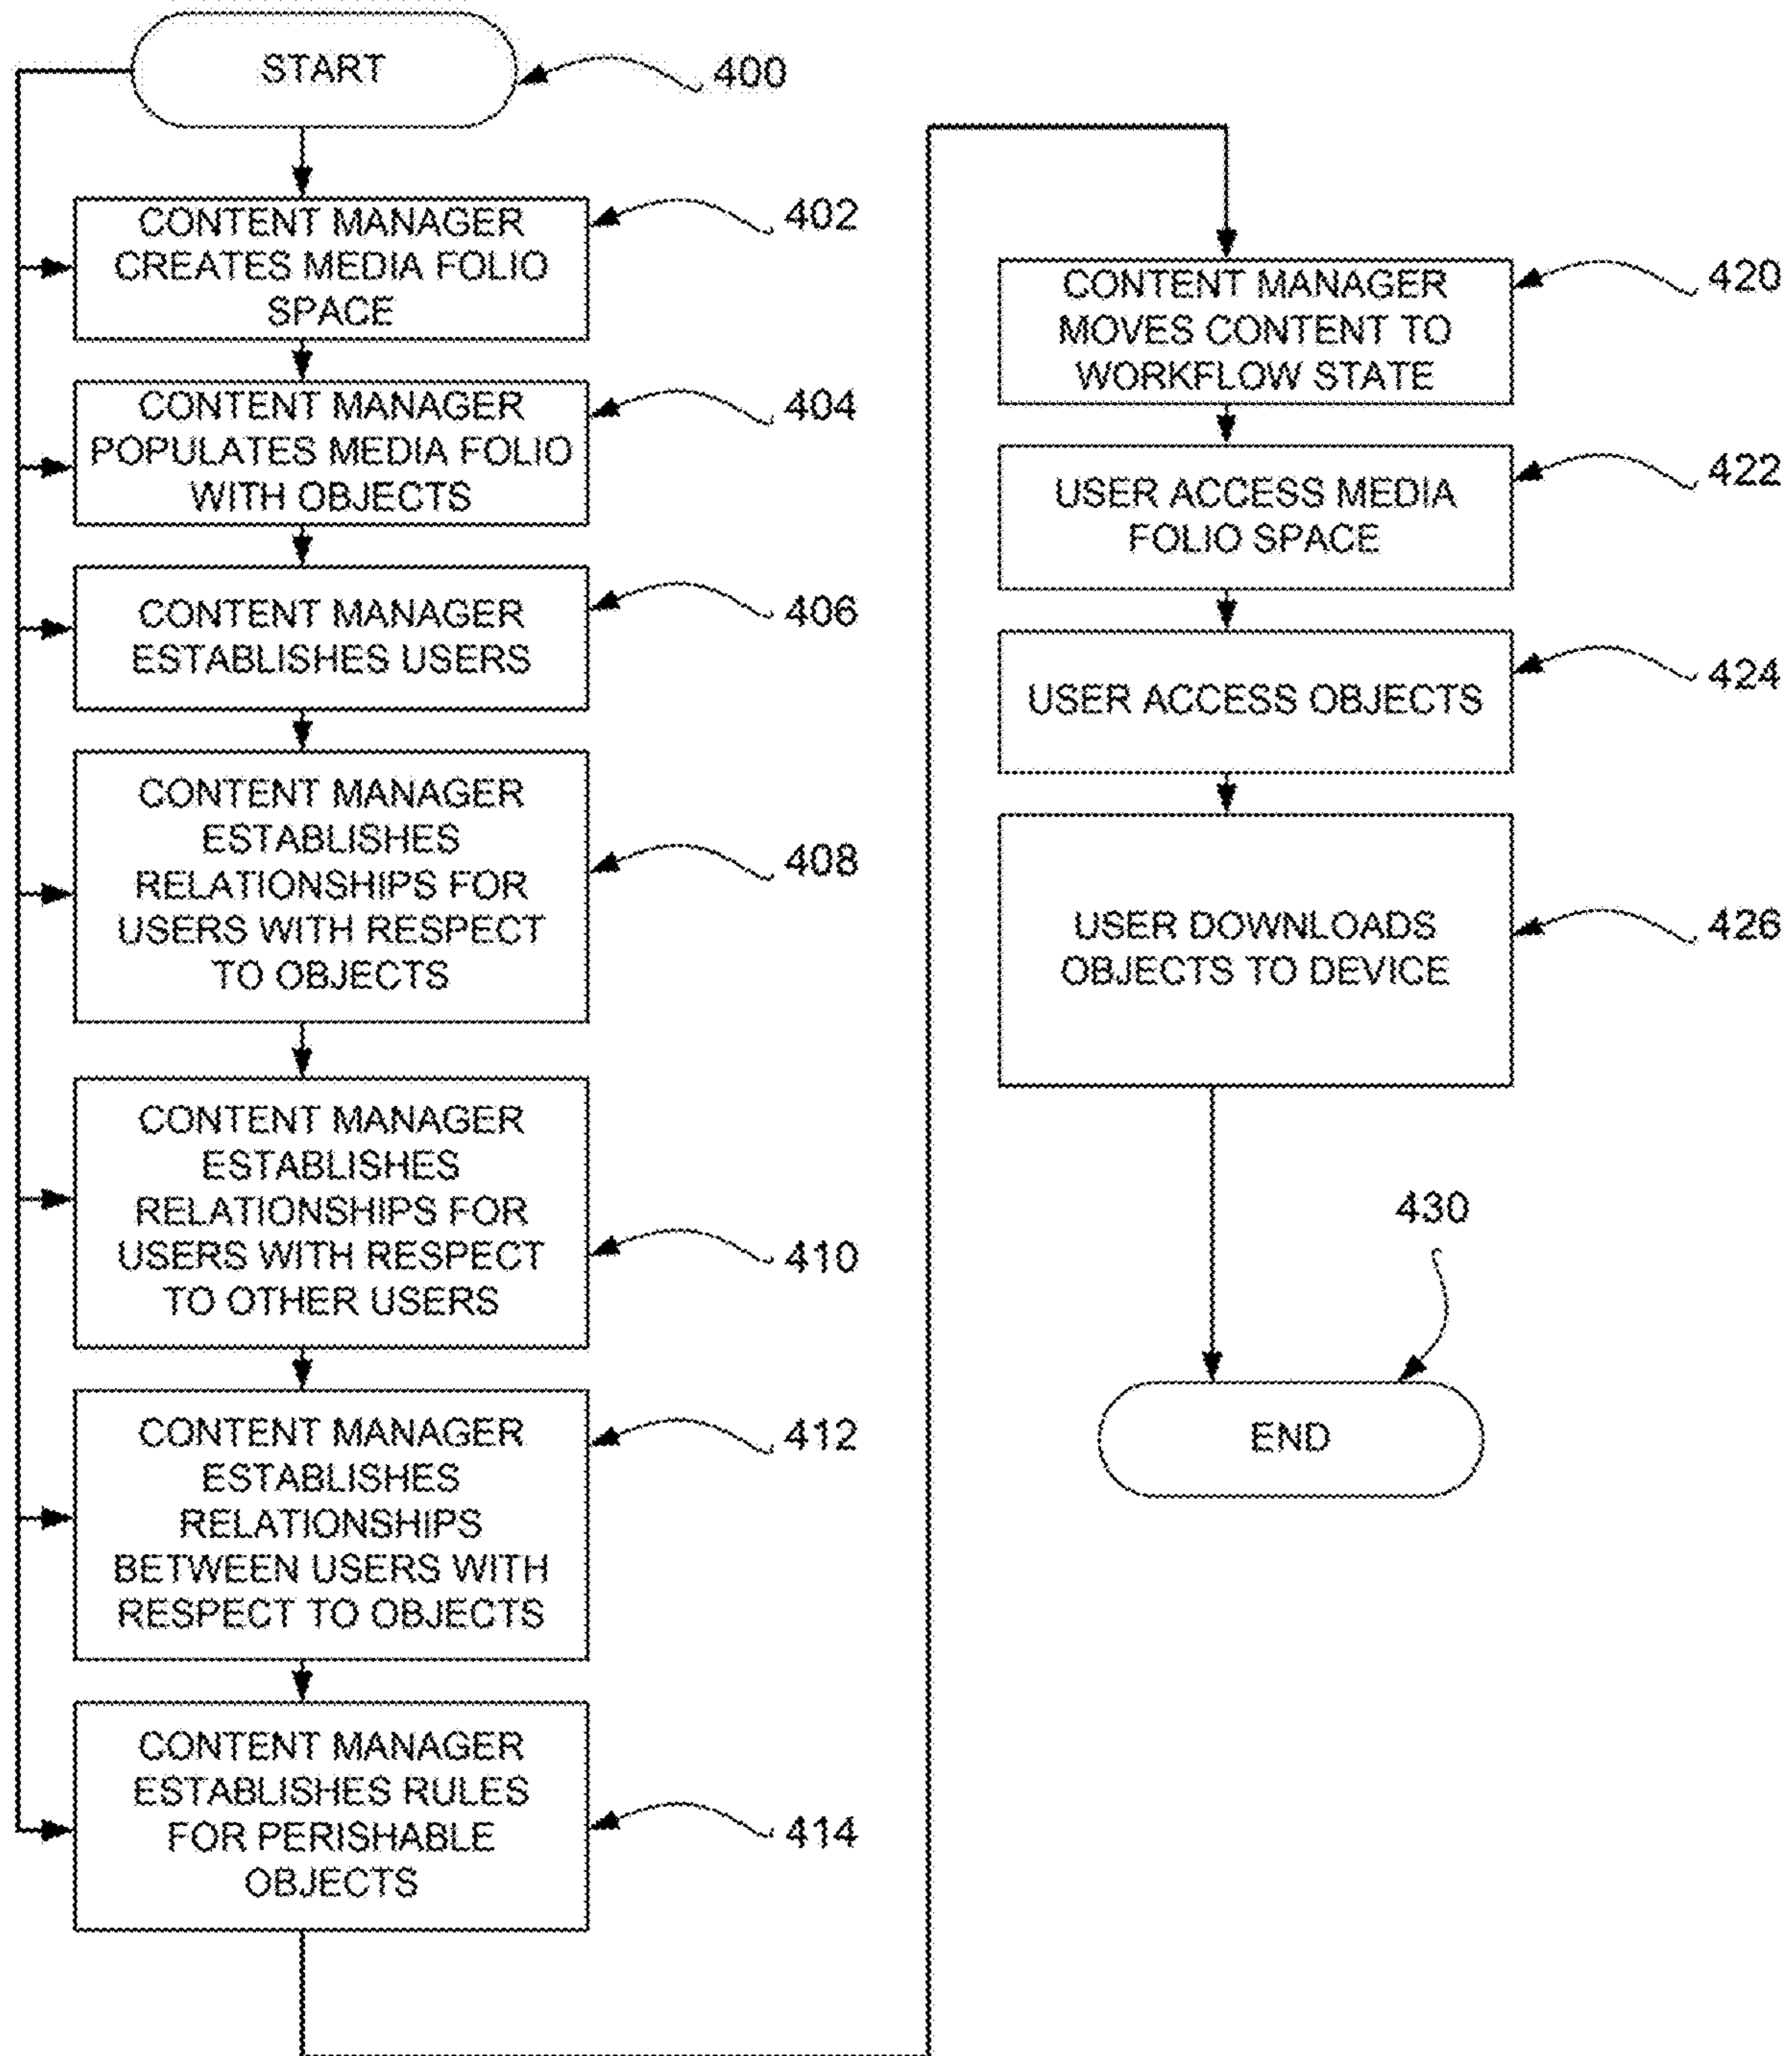 START
400
CONTENT MANAGER
CREATES MEDIA FOLIO
SPACE
402
CONTENT MANAGER
POPULATES MEDIA FOLIO
WITH OBJECTS
404
CONTENT MANAGER
ESTABLISHES USERS
406
CONTENT MANAGER
ESTABLISHES
RELATIONSHIPS FOR
USERS WITH RESPECT
TO OBJECTS
408
CONTENT MANAGER
ESTABLISHES
RELATIONSHIPS FOR
USERS WITH RESPECT
TO OTHER USERS
410
CONTENT MANAGER
ESTABLISHES
RELATIONSHIPS
BETWEEN USERS WITH
RESPECT TO OBJECTS
412
CONTENT MANAGER
ESTABLISHES RULES
FOR PERISHABLE
OBJECTS
414
CONTENT MANAGER
MOVES CONTENT TO
WORKFLOW STATE
420
USER ACCESS MEDIA
FOLIO SPACE
422
USER ACCESS OBJECTS
424
USER DOWNLOADS
OBJECTS TO DEVICE
426
430
END